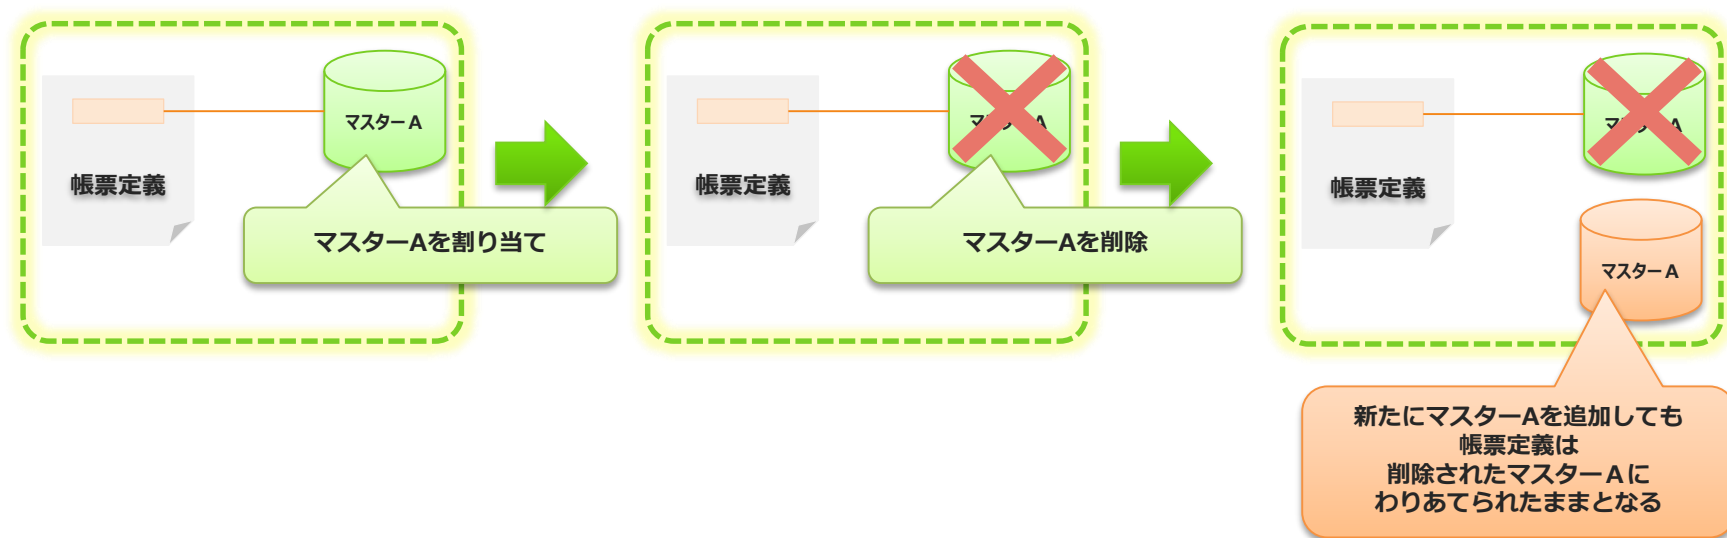 マスターA
帳票定義
マスターAを割り当て
帳票定義
マスターAを削除
帳票定義
マスターA
新たにマスターAを追加しても
帳票定義は
削除されたマスターAに
わりあてられたままとなる